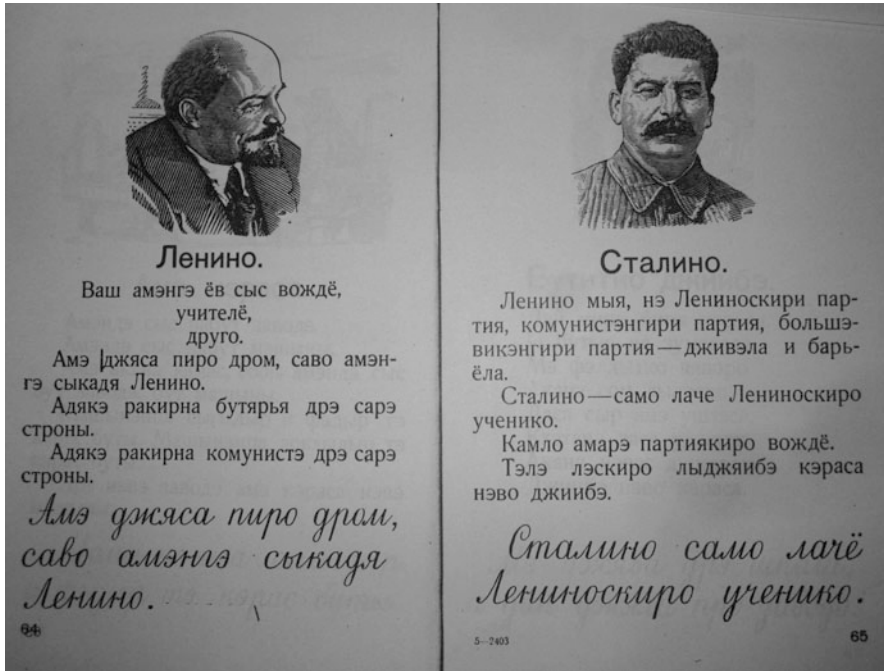 Ленино.
Ваш амэнгэ ёв сыс вождё,
учителё,
друго.
Амэ джяса пиро дром, саво амэн-
гэ сыкадя Ленино.
Адякэ ракирна бутярья дрэ сарэ
строны.
Адякэ ракирна комунистэ дрэ сарэ
строны.
Амэ джяса пиро дром,
саво амэнгэ сыкадя
Ленино.
64
Сталино.
Ленино мыя, нэ Лениноскири пар-
тия, комунистэнгири партия, большэ-
викэнгири партия—дживэла и барь-
ёла.
Сталино—само лаче Лениноскиро
ученико.
Камло амарэ партиякиро вождё.
Тэлэ лэскиро лыджяибэ кэраса
нэво джиибэ.
Сталино само лачё
Лениноскиро ученико.
5—2403
65